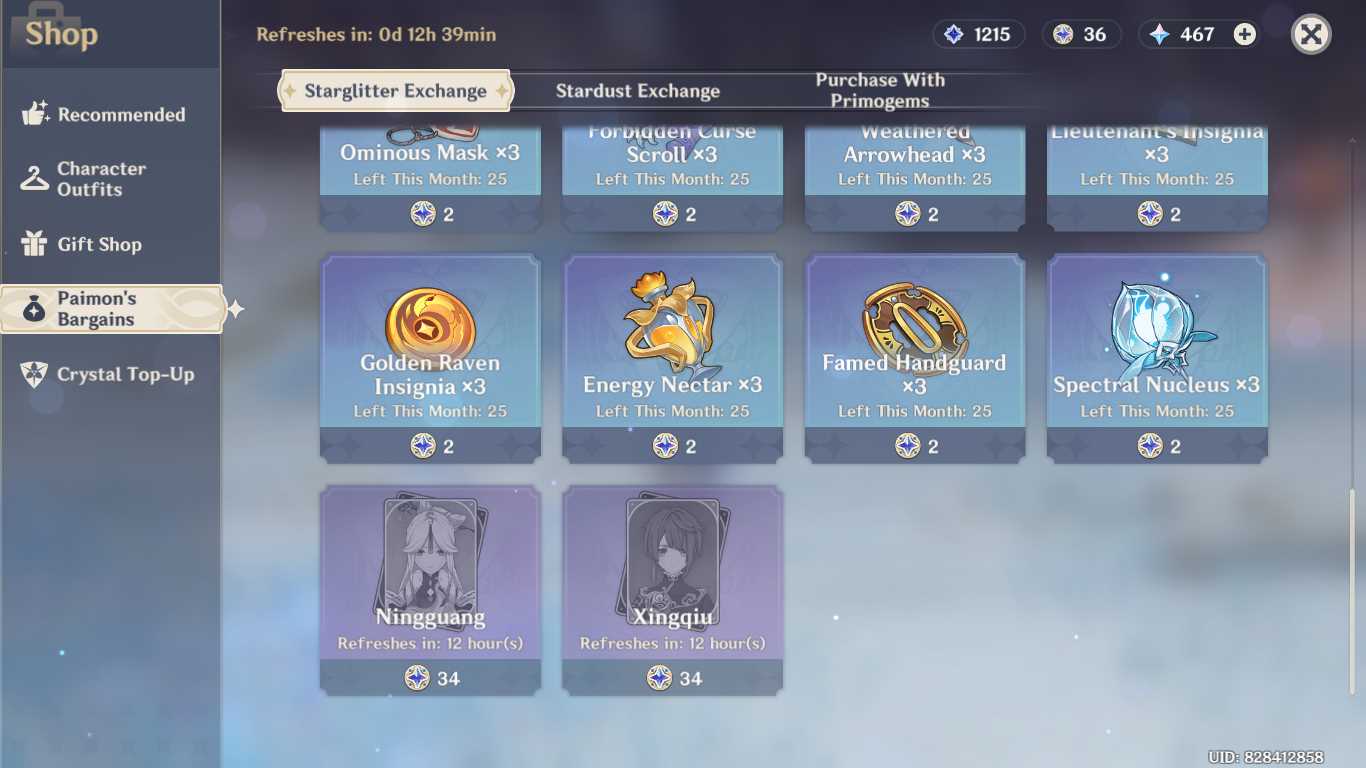 Shop
Refreshes in: 0d 12h 39min
1215
36
467
Recommended
Character
Outfits
Gift Shop
Paimon's
Bargains
Crystal Top-Up
Starglitter Exchange
Stardust Exchange
Purchase With
Primogems
Ominous Mask ×3
Left This Month: 25
2
Forbidden Curse
Scroll ×3
Left This Month: 25
2
Weathered
Arrowhead ×3
Left This Month: 25
2
Lieutenant's Insignia
×3
Left This Month: 25
2
Golden Raven
Insignia ×3
Left This Month: 25
2
Energy Nectar ×3
Left This Month: 25
2
Famed Handguard
×3
Left This Month: 25
2
Spectral Nucleus ×3
Left This Month: 25
2
Ningguang
Refreshes in: 12 hour(s)
34
Xingqiu
Refreshes in: 12 hour(s)
34
UID: 828412858